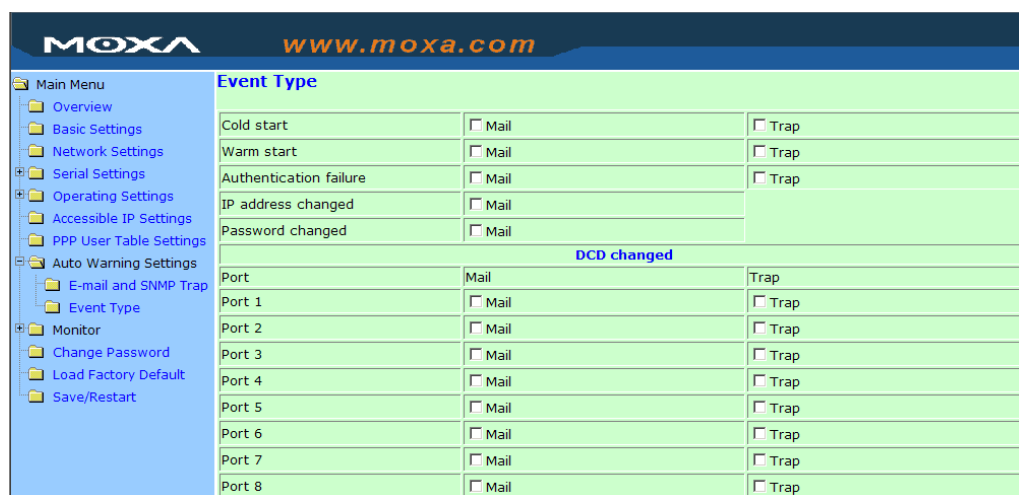 MOXA www.moxa.com
Main Menu
Overview
Basic Settings
Network Settings
Serial Settings
Operating Settings
Accessible IP Settings
PPP User Table Settings
Auto Warning Settings
E-mail and SNMP Trap
Event Type
Monitor
Change Password
Load Factory Default
Save/Restart
Event Type
Cold start Mail Trap
Warm start Mail Trap
Authentication failure Mail Trap
IP address changed Mail
Password changed Mail
DCD changed
Port Mail Trap
Port 1 Mail Trap
Port 2 Mail Trap
Port 3 Mail Trap
Port 4 Mail Trap
Port 5 Mail Trap
Port 6 Mail Trap
Port 7 Mail Trap
Port 8 Mail Trap